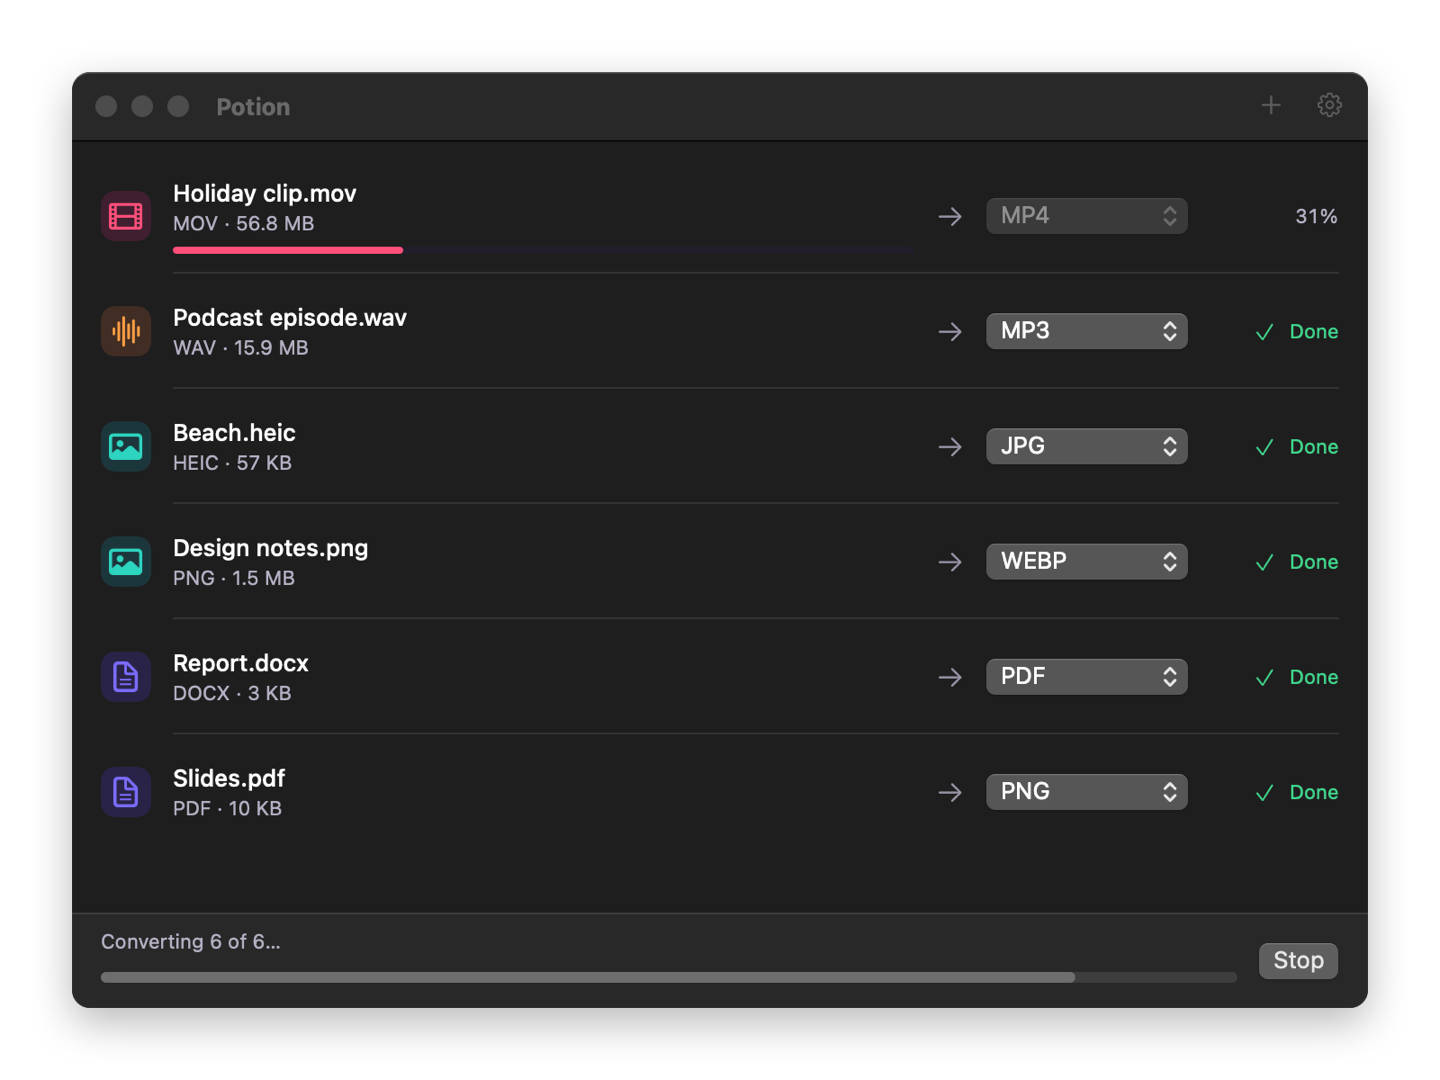 Potion
Holiday clip.mov
MOV · 56.8 MB
MP4
31%
Podcast episode.wav
WAV · 15.9 MB
MP3
Done
Beach.heic
HEIC · 57 KB
JPG
Done
Design notes.png
PNG · 1.5 MB
WEBP
Done
Report.docx
DOCX · 3 KB
PDF
Done
Slides.pdf
PDF · 10 KB
PNG
Done
Converting 6 of 6...
Stop